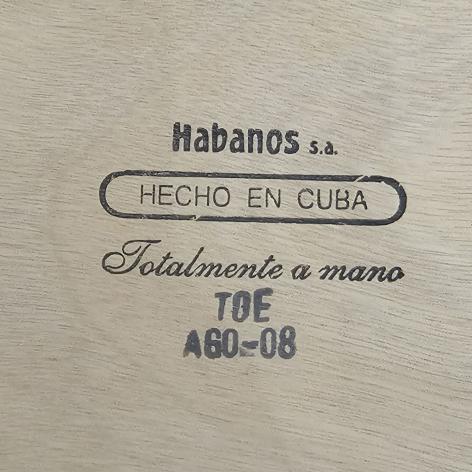 Habanos s.a.
HECHO EN CUBA
Totalmente a mano
TOE
AGO-08